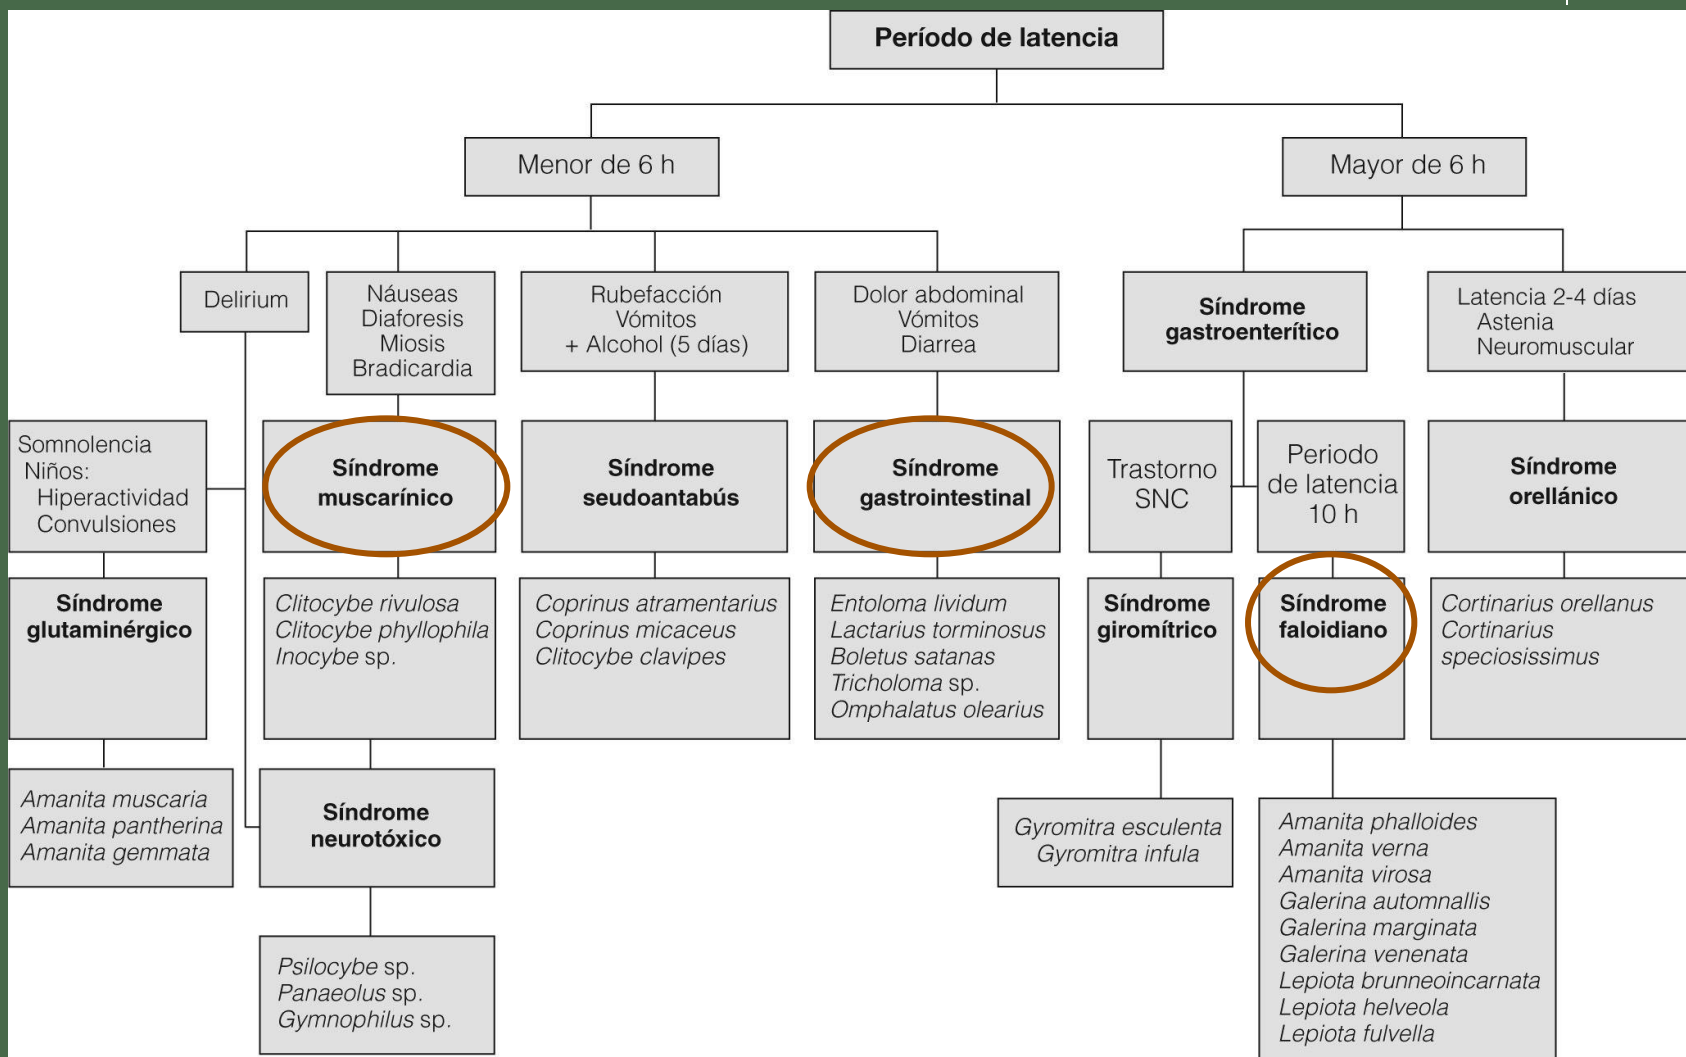 Período de latencia
Menor de 6 h
Mayor de 6 h
Delirium
Náuseas
Diaforesis
Miosis
Bradicardia
Rubefacción
Vómitos
+ Alcohol (5 días)
Dolor abdominal
Vómitos
Diarrea
Síndrome
gastroenterítico
Latencia 2-4 días
Astenia
Neuromuscular
Somnolencia
Niños:
Hiperactividad
Convulsiones
Síndrome
muscarínico
Síndrome
seudoantabús
Síndrome
gastrointestinal
Trastorno
SNC
Periodo
de latencia
10 h
Síndrome
orellánico
Síndrome
glutaminérgico
Clitocybe rivulosa
Clitocybe phyllophila
Inocybe sp.
Coprinus atramentarius
Coprinus micaceus
Clitocybe clavipes
Entoloma lividum
Lactarius torminosus
Boletus satanas
Tricholoma sp.
Omphalatus olearius
Síndrome
giromítrico
Síndrome
faloidiano
Cortinarius orellanus
Cortinarius
speciosissimus
Amanita muscaria
Amanita pantherina
Amanita gemmata
Síndrome
neurotóxico
Gyromitra esculenta
Gyromitra infula
Amanita phalloides
Amanita verna
Amanita virosa
Galerina automnallis
Galerina marginata
Galerina venenata
Lepiota brunneoincarnata
Lepiota helveola
Lepiota fulvella
Psilocybe sp.
Panaeolus sp.
Gymnophilus sp.